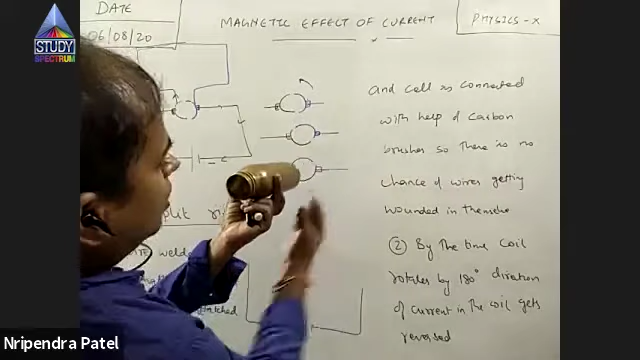 DATE
06/08/20
MAGNETIC EFFECT OF CURRENT
PHYSICS - X
STUDY
SPECTRUM
and cell is connected
with help of Carbon
brushes so there is no
chance of wires getting
wounded in
② By the time Coil
rotates by 180° direction
of current in the coil gets
reversed
split
welde
Nripendra Patel